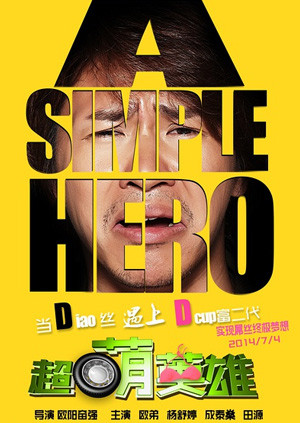 A
SIMPLE
HERO
当Diao丝遇上Dcup富二代
实现屌丝终极梦想
2014/7/4
超萌英雄
导演 欧阳苗强 主演 欧弟 杨舒婷 成泰燊 田源